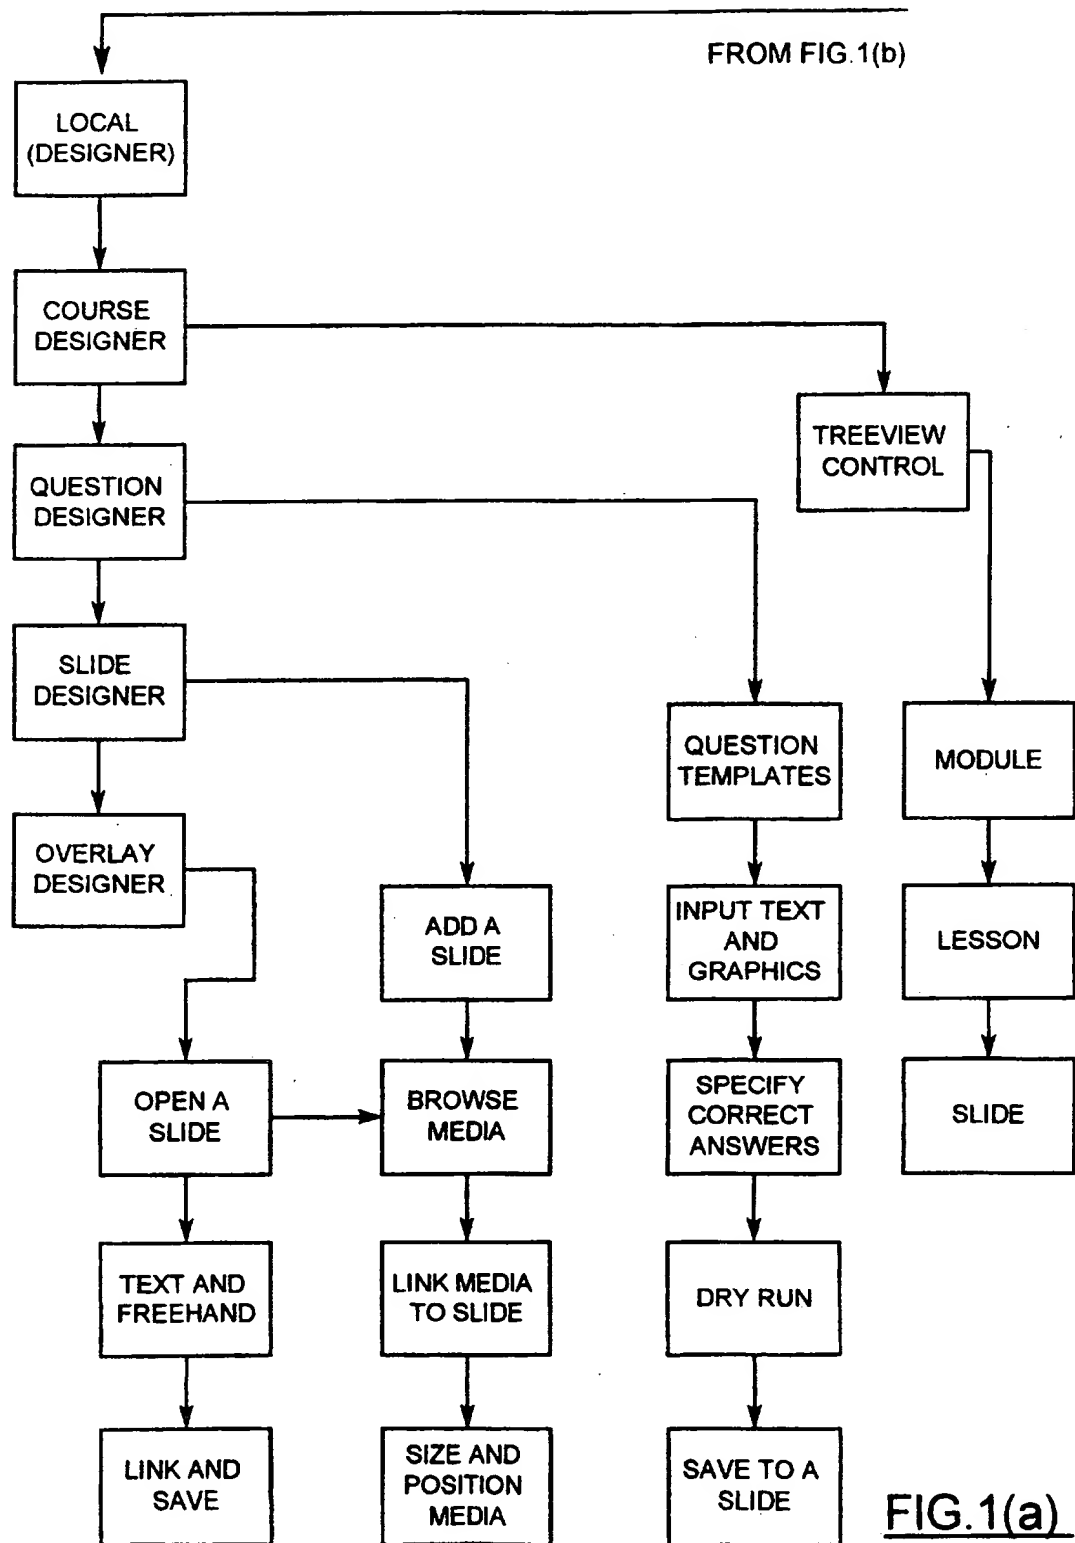 FROM FIG.1(b)
LOCAL
(DESIGNER)
COURSE
DESIGNER
TREEVIEW
CONTROL
QUESTION
DESIGNER
SLIDE
DESIGNER
QUESTION
TEMPLATES
MODULE
OVERLAY
DESIGNER
ADD A
SLIDE
INPUT TEXT
AND
GRAPHICS
LESSON
OPEN A
SLIDE
BROWSE
MEDIA
SPECIFY
CORRECT
ANSWERS
SLIDE
TEXT AND
FREEHAND
LINK MEDIA
TO SLIDE
DRY RUN
LINK AND
SAVE
SIZE AND
POSITION
MEDIA
SAVE TO A
SLIDE
FIG.1(a)